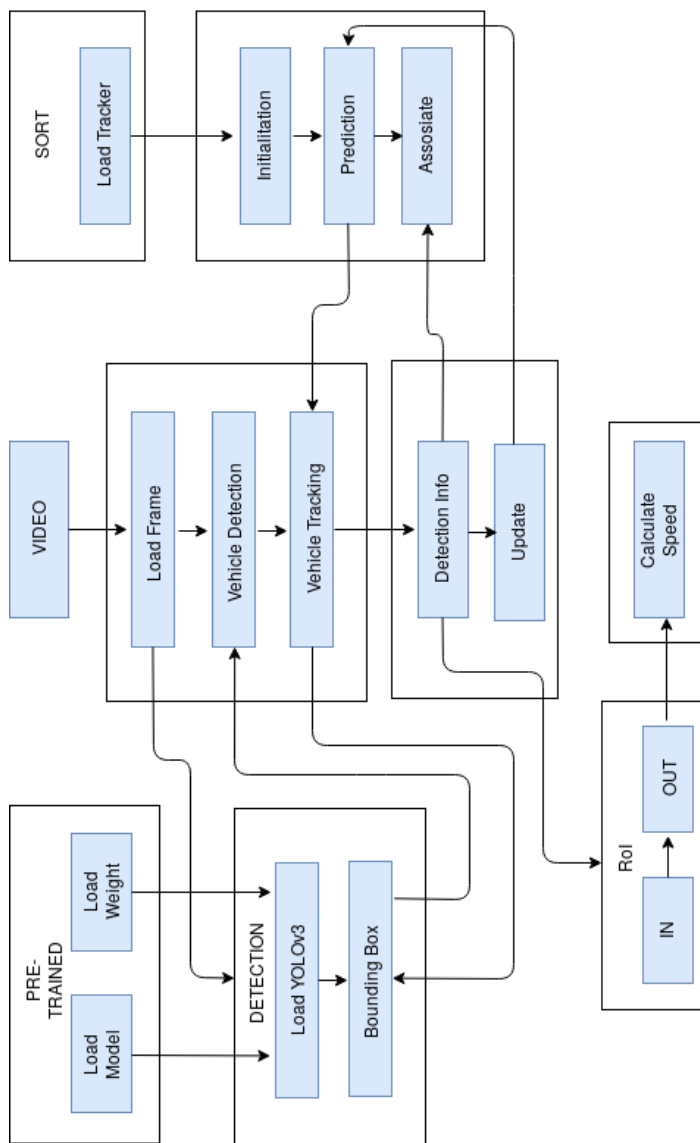 PRE-
TRAINED
Load
Model
Load
Weight
VIDEO
SORT
Load Tracker
DETECTION
Load YOLOv3
Bounding Box
Load Frame
Vehicle Detection
Vehicle Tracking
Initialitation
Prediction
Assosiate
Detection Info
Update
RoI
IN
OUT
Calculate
Speed